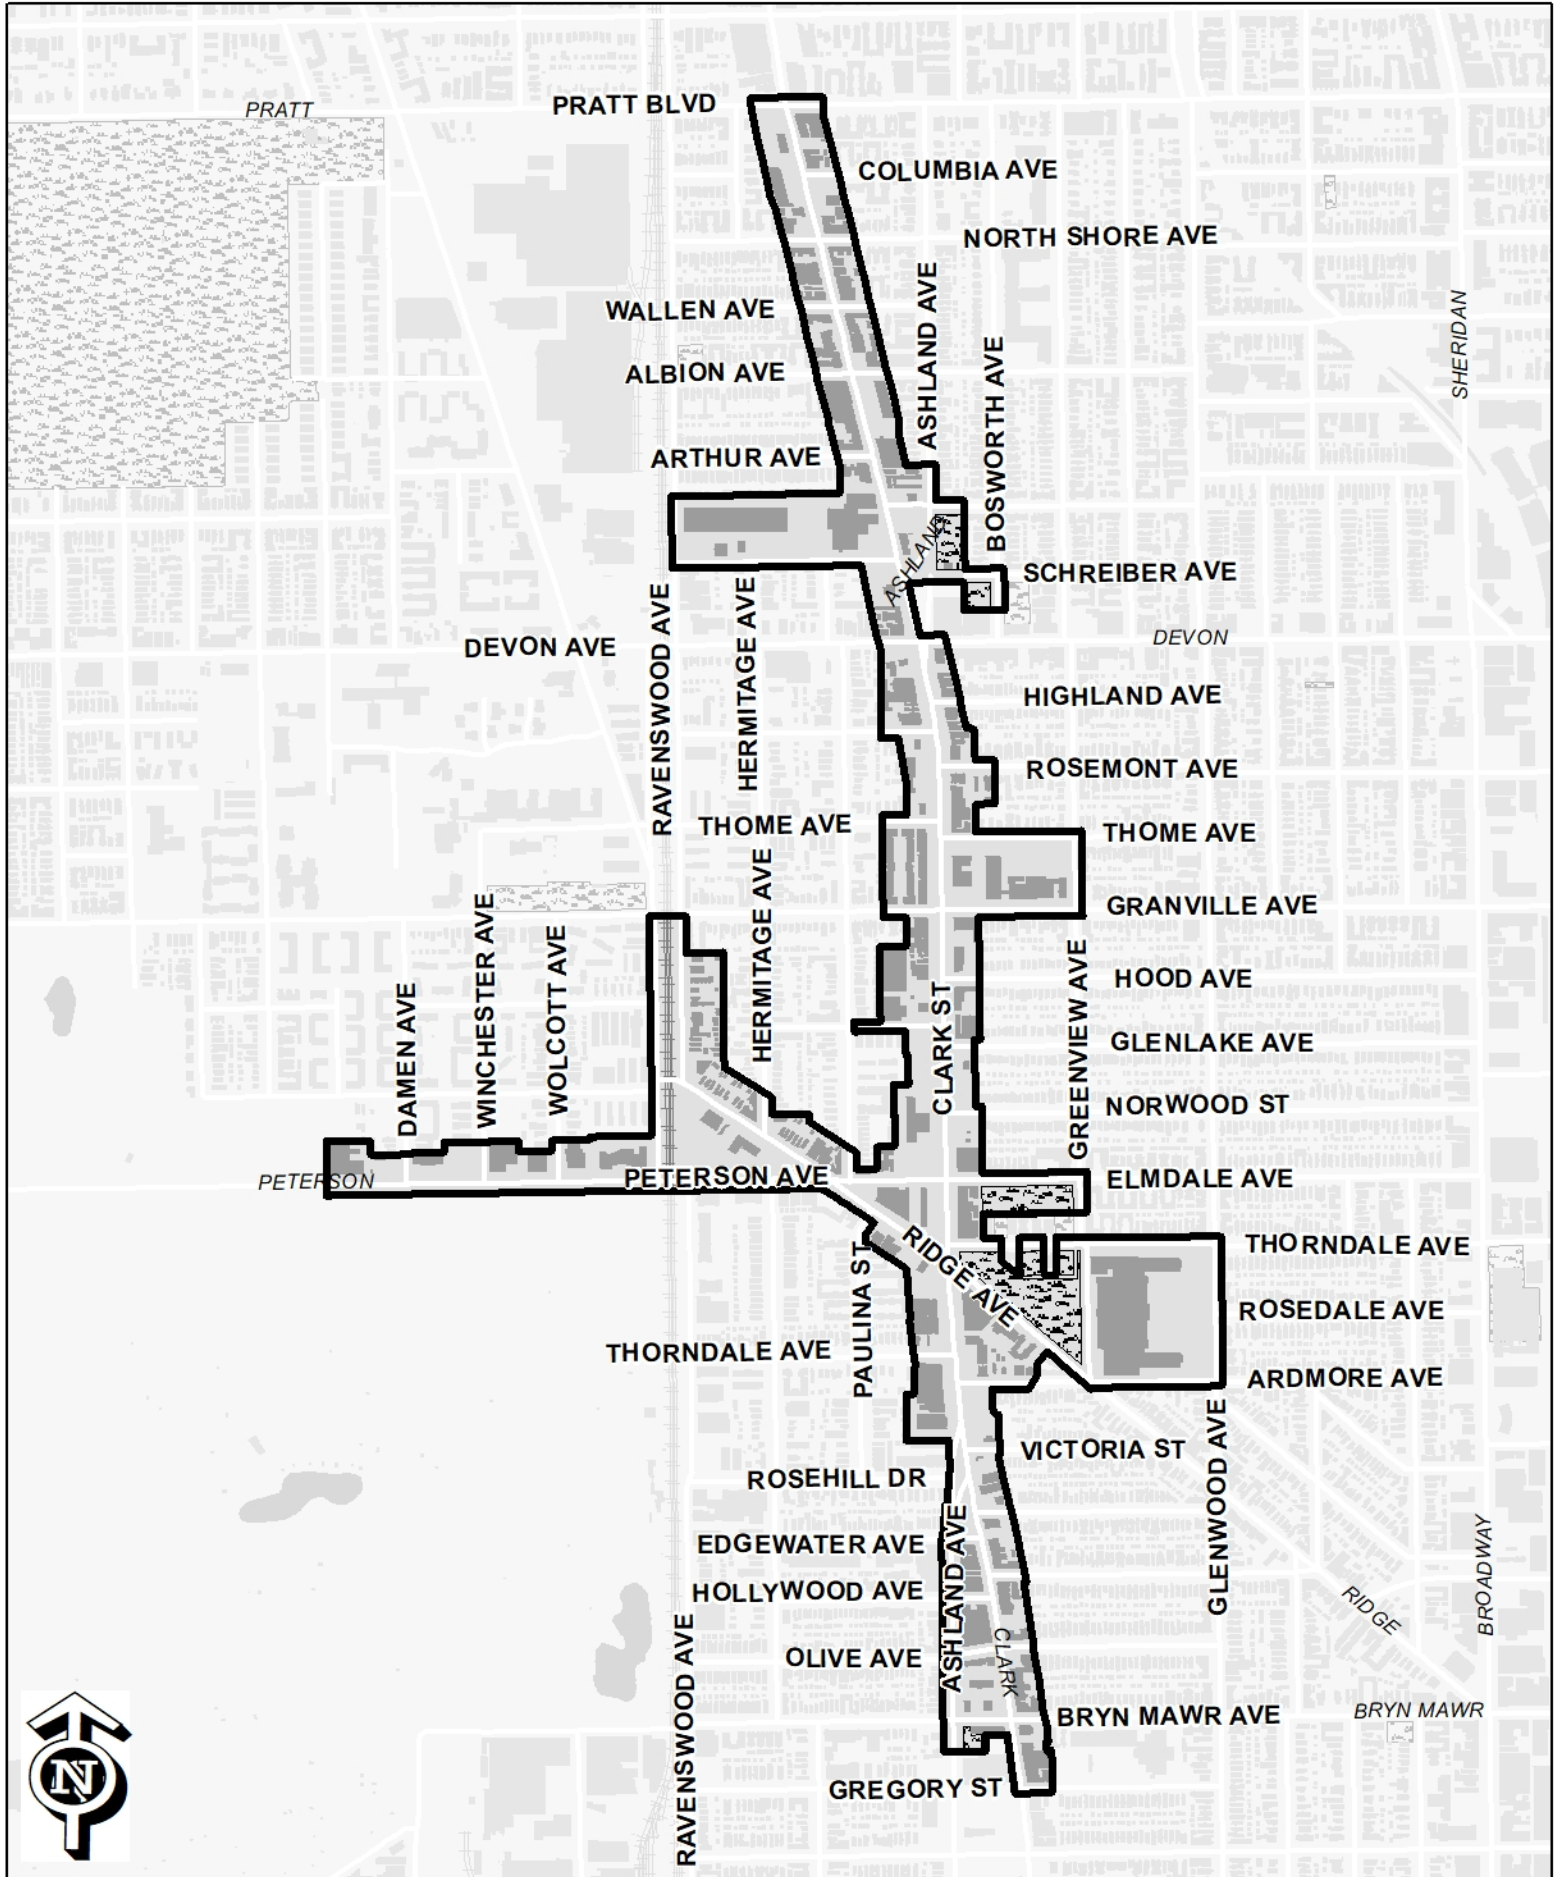 PRATT
PRATT BLVD
COLUMBIA AVE
NORTH SHORE AVE
ASHLAND AVE
WALLEN AVE
SHERIDAN
BOSWORTH AVE
ALBION AVE
ARTHUR AVE
ASHLAND
SCHREIBER AVE
DEVON AVE
RAVENSWOOD AVE
HERMITAGE AVE
DEVON
HIGHLAND AVE
ROSEMONT AVE
THOME AVE
THOME AVE
GRANVILLE AVE
HERMITAGE AVE
WINCHESTER AVE
WOLCOTT AVE
DAMEN AVE
HOOD AVE
CLARK ST
GREENVIEW AVE
GLENLAKE AVE
NORWOOD ST
PETERSON
PETERSON AVE
ELMDALE AVE
RIDGE AVE
PAULINA ST
THORNDALE AVE
ROSEDALE AVE
THORNDALE AVE
ARDMORE AVE
GLENWOOD AVE
VICTORIA ST
ROSEHILL DR
ASHLAND AVE
EDGEWATER AVE
HOLLYWOOD AVE
BROADWAY
RIDGE
RAVENSWOOD AVE
OLIVE AVE
CLARK
BRYN MAWR AVE
BRYN MAWR
GREGORY ST
N